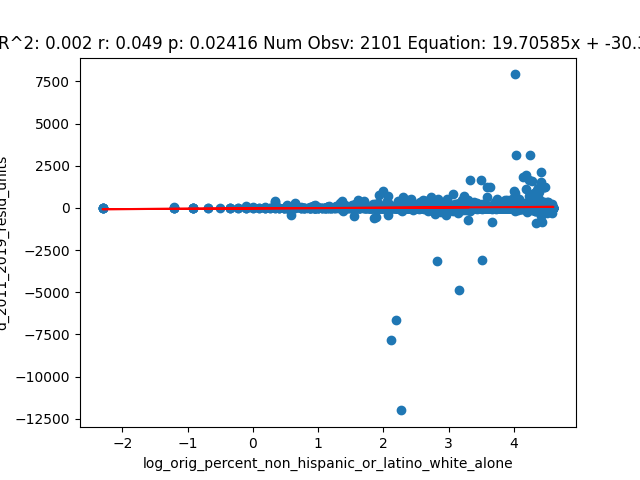 R^2: 0.002 r: 0.049 p: 0.02416 Num Obsv: 2101 Equation: 19.70585x + -30.3
7500
5000
2500
0
−2500
−5000
−7500
−10000
−12500
d_2011_2019_resid_units
−2 −1 0 1 2 3 4
log_orig_percent_non_hispanic_or_latino_white_alone